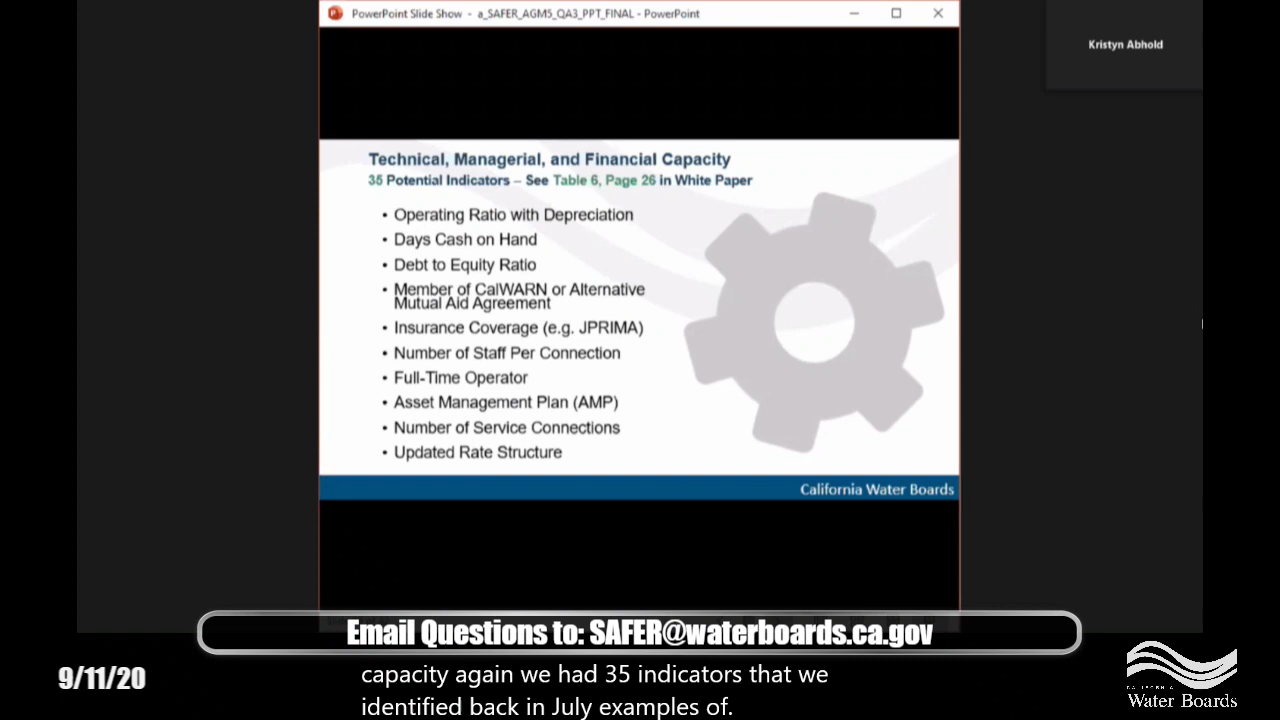 PowerPoint Slide Show - a_SAFER_AGM5_QA3_PPT_FINAL - PowerPoint
Kristyn Abhold
Technical, Managerial, and Financial Capacity
35 Potential Indicators – See Table 6, Page 26 in White Paper
• Operating Ratio with Depreciation
• Days Cash on Hand
• Debt to Equity Ratio
• Member of CalWARN or Alternative
Mutual Aid Agreement
• Insurance Coverage (e.g. JPRIMA)
• Number of Staff Per Connection
• Full-Time Operator
• Asset Management Plan (AMP)
• Number of Service Connections
• Updated Rate Structure
California Water Boards
Email Questions to: SAFER@waterboards.ca.gov
9/11/20
capacity again we had 35 indicators that we
identified back in July examples of.
CALIFORNIA
Water Boards